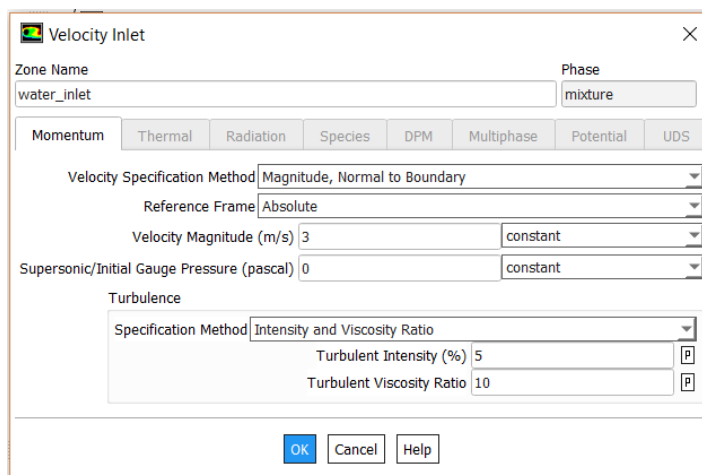 Velocity Inlet
Zone Name Phase
water_inlet mixture
Momentum Thermal Radiation Species DPM Multiphase Potential UDS
Velocity Specification Method Magnitude, Normal to Boundary
Reference Frame Absolute
Velocity Magnitude (m/s) 3 constant
Supersonic/Initial Gauge Pressure (pascal) 0 constant
Turbulence
Specification Method Intensity and Viscosity Ratio
Turbulent Intensity (%) 5 P
Turbulent Viscosity Ratio 10 P
OK Cancel Help